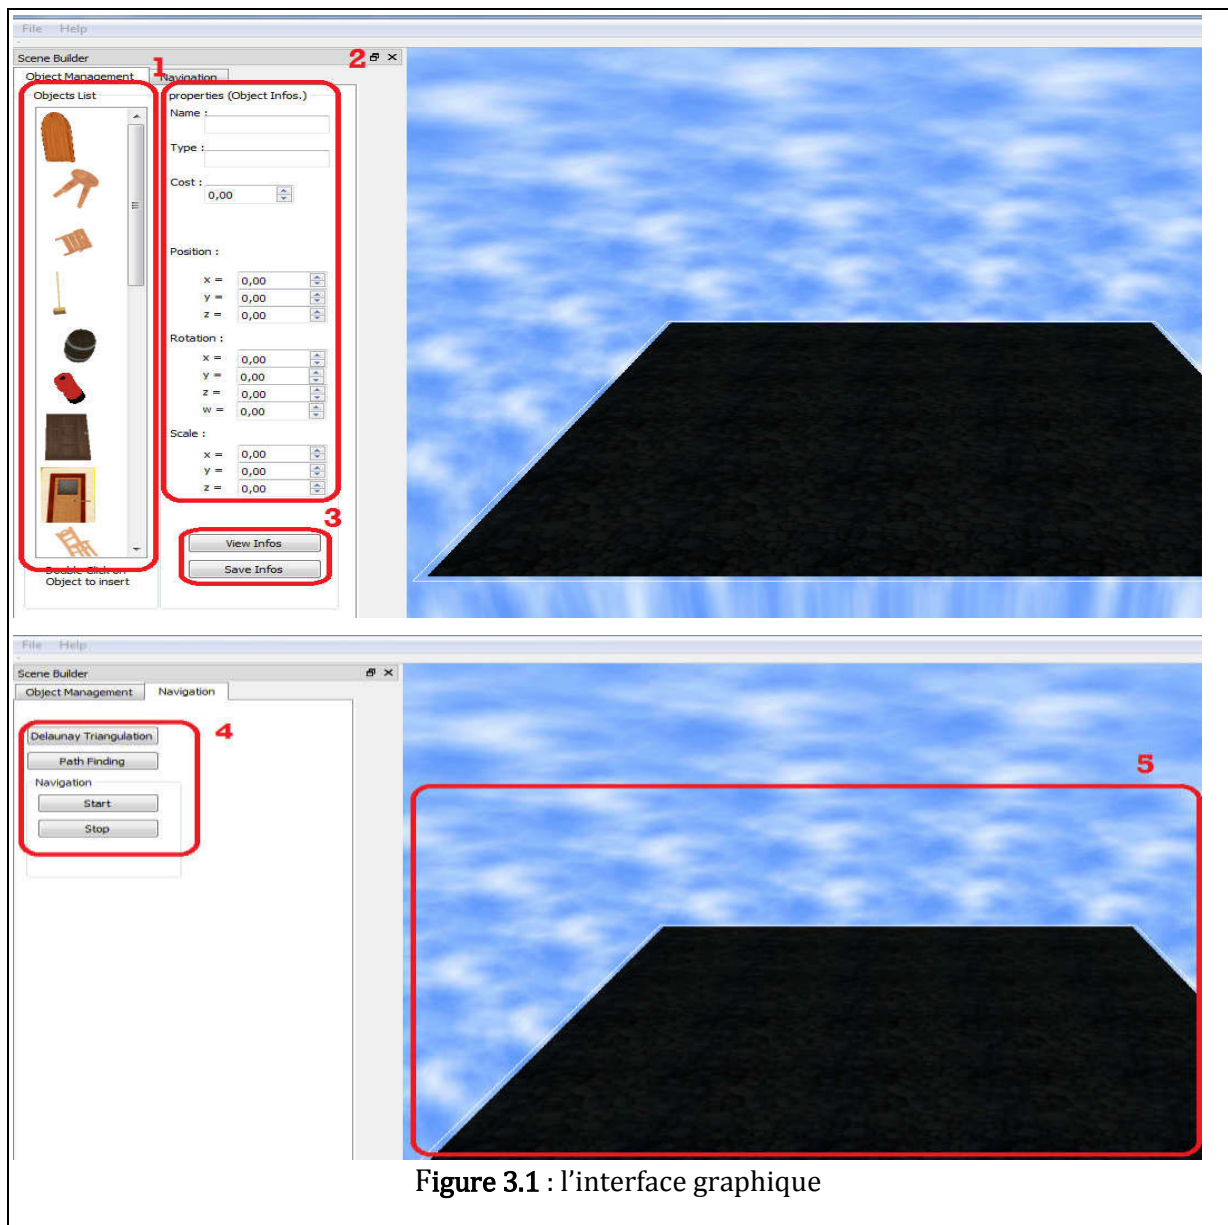 File Help
Scene Builder
2
1
Object Management Navigation
Objects List
properties (Object Infos.)
Name :
Type :
Cost :
0,00
Position :
x = 0,00
y = 0,00
z = 0,00
Rotation :
x = 0,00
y = 0,00
z = 0,00
w = 0,00
Scale :
x = 0,00
y = 0,00
z = 0,00
3
View Infos
Save Infos
Double Click on
Object to insert
File Help
Scene Builder
Object Management Navigation
4
Delaunay Triangulation
Path Finding
Navigation
Start
Stop
5
Figure 3.1 : l’interface graphique